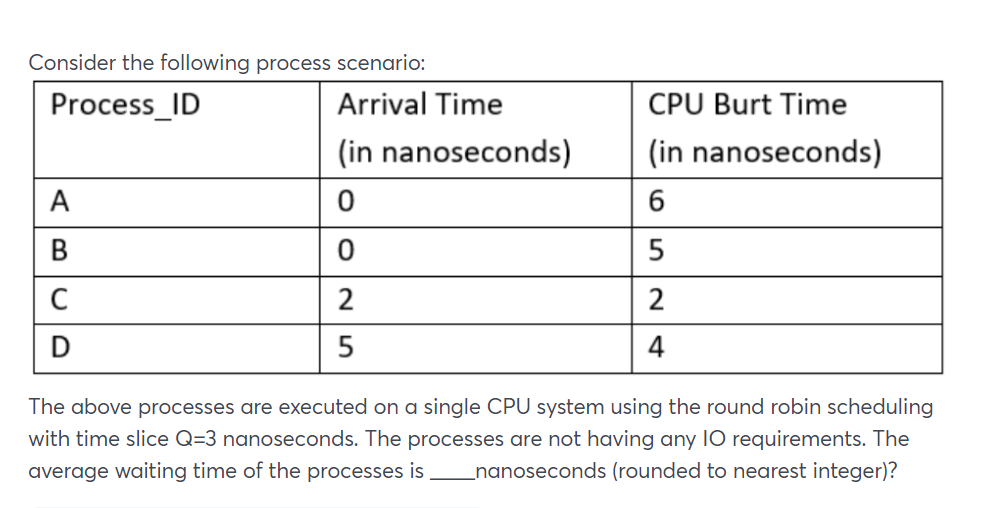 Consider the following process scenario:
Process_ID Arrival Time CPU Burt Time
(in nanoseconds) (in nanoseconds)
A 0 6
B 0 5
C 2 2
D 5 4
The above processes are executed on a single CPU system using the round robin scheduling
with time slice Q=3 nanoseconds. The processes are not having any IO requirements. The
average waiting time of the processes is ____nanoseconds (rounded to nearest integer)?